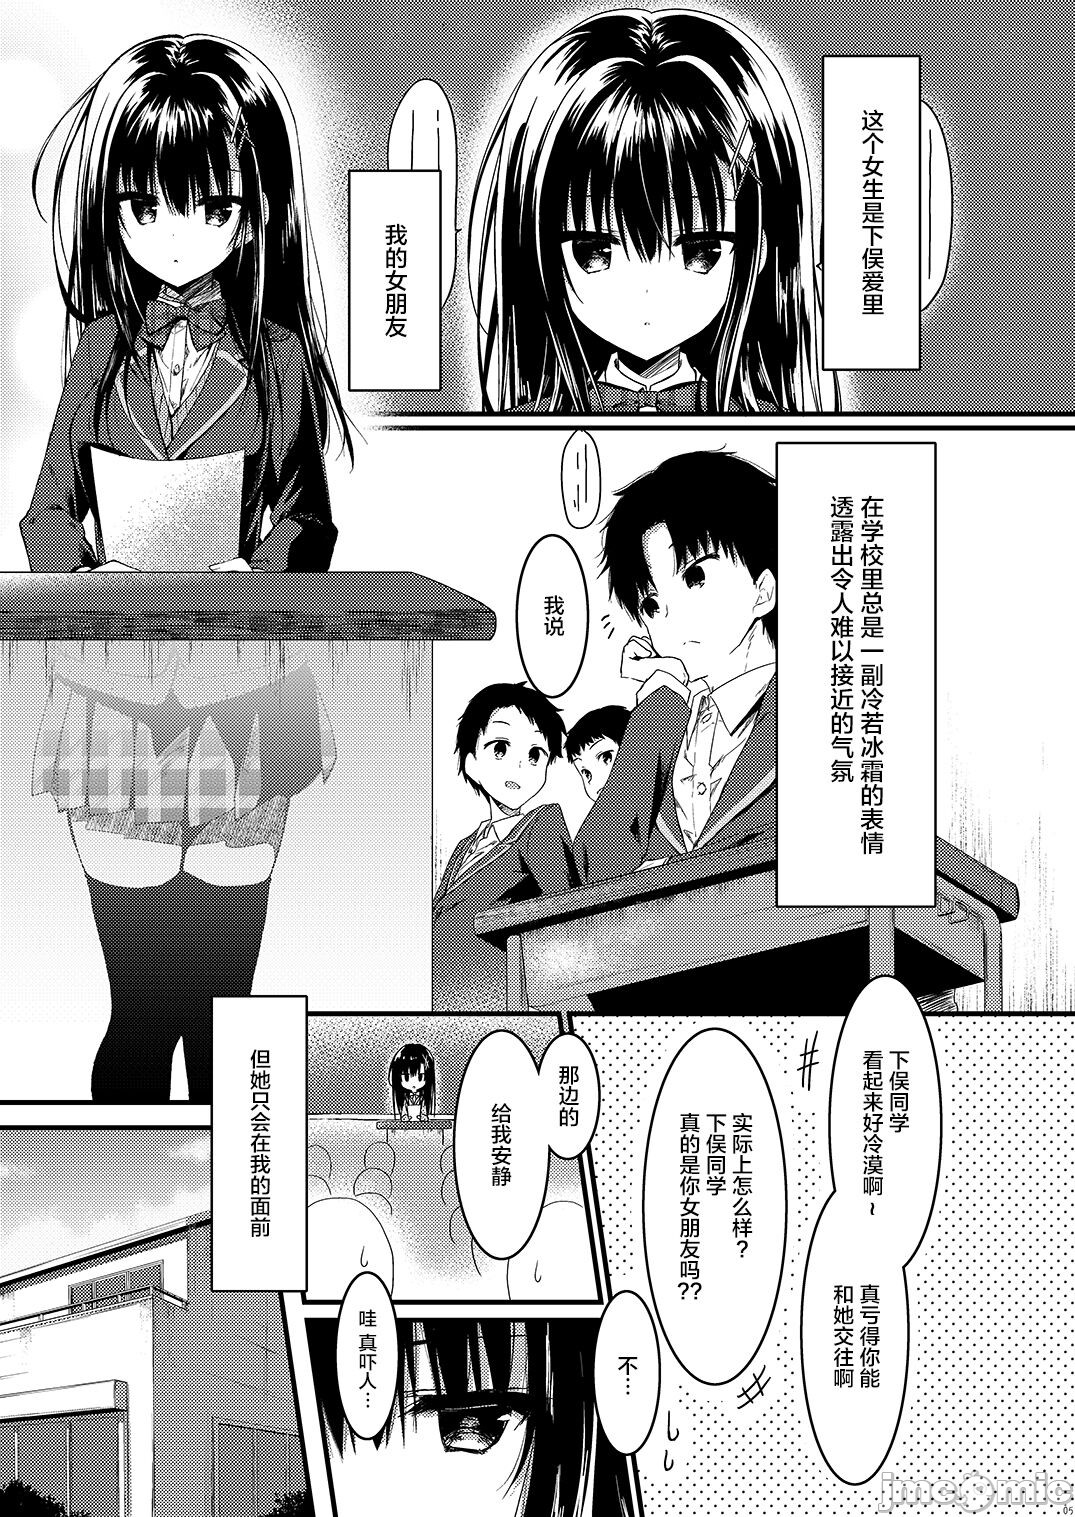 这个女生是下俣爱里
我的女朋友
在学校里总是一副冷若冰霜的表情
透露出令人难以接近的气氛
我说
下俣同学
看起来好冷漠啊~
真亏得你能
和她交往啊
实际上怎么样?
下俣同学
真的是你女朋友吗??
不…
那边的
给我安静
哇 真吓人…
但她只会在我的面前
jmcomic
05